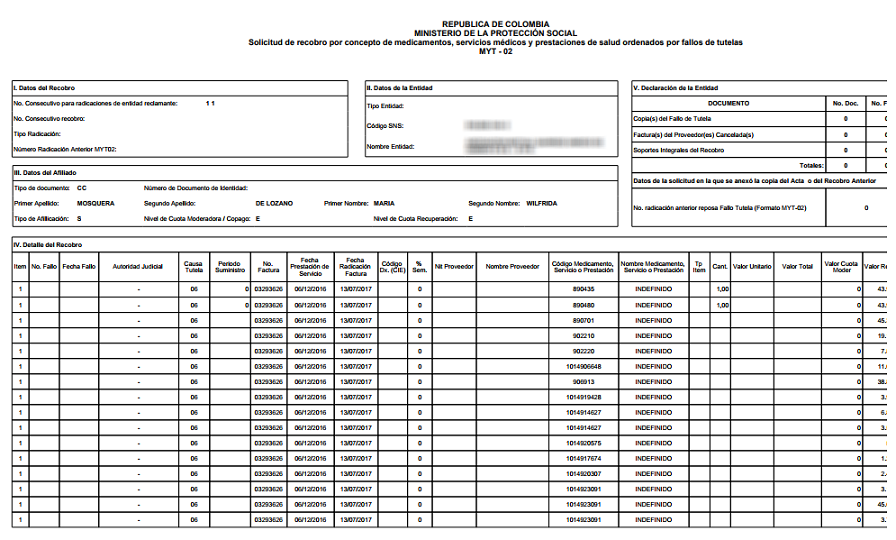 REPUBLICA DE COLOMBIA
MINISTERIO DE LA PROTECCIÓN SOCIAL
Solicitud de recobro por concepto de medicamentos, servicios médicos y prestaciones de salud ordenados por fallos de tutelas
MYT - 02
I. Datos del Recobro
No. Consecutivo para radicaciones de entidad reclamante: 1 1
No. Consecutivo recobro:
Tipo Radicación:
Número Radicación Anterior MYT02:
II. Datos de la Entidad
Tipo Entidad:
Código SNS:
Nombre Entidad:
V. Declaración de la Entidad
DOCUMENTO No. Doc. No. F
Copia(s) del Fallo de Tutela 0 0
Factura(s) del Proveedor(es) Cancelada(s) 0 0
Soportes Integrales del Recobro 0 0
Totales: 0 0
Datos de la solicitud en la que se anexó la copia del Acta o del Recobro Anterior
No. radicación anterior reposa Fallo Tutela (Formato MYT-02) 0
III. Datos del Afiliado
Tipo de documento: CC Número de Documento de Identidad:
Primer Apellido: MOSQUERA Segundo Apellido: DE LOZANO Primer Nombre: MARIA Segundo Nombre: WILFRIDA
Tipo de Afiliicación: S Nivel de Cuota Moderadora / Copago: E Nivel de Cuota Recuperación: E
IV. Detalle del Recobro
Item No. Fallo Fecha Fallo Autoridad Judicial Causa Tutela Periodo Suministro No. Factura Fecha Prestación de Servicio Fecha Radicación Factura Código Dx. (CIE) % Sem. Nit Proveedor Nombre Proveedor Código Medicamento, Servicio o Prestación Nombre Medicamento, Servicio o Prestación Tp Item Cant. Valor Unitario Valor Total Valor Cuota Moder Valor Re
1 - 06 0 03293626 06/12/2016 13/07/2017 0 890435 INDEFINIDO 1,00 0 43.
1 - 06 0 03293626 06/12/2016 13/07/2017 0 890480 INDEFINIDO 1,00 0 43.
1 - 06 03293626 06/12/2016 13/07/2017 0 890701 INDEFINIDO 0 45.
1 - 06 03293626 06/12/2016 13/07/2017 0 902210 INDEFINIDO 0 19.
1 - 06 03293626 06/12/2016 13/07/2017 0 902220 INDEFINIDO 0 7.
1 - 06 03293626 06/12/2016 13/07/2017 0 1014906648 INDEFINIDO 0 11.
1 - 06 03293626 06/12/2016 13/07/2017 0 906913 INDEFINIDO 0 38.
1 - 06 03293626 06/12/2016 13/07/2017 0 1014919428 INDEFINIDO 0 3.
1 - 06 03293626 06/12/2016 13/07/2017 0 1014914627 INDEFINIDO 0 6.
1 - 06 03293626 06/12/2016 13/07/2017 0 1014914627 INDEFINIDO 0 3.
1 - 06 03293626 06/12/2016 13/07/2017 0 1014920575 INDEFINIDO 0
1 - 06 03293626 06/12/2016 13/07/2017 0 1014917674 INDEFINIDO 0 1.
1 - 06 03293626 06/12/2016 13/07/2017 0 1014920307 INDEFINIDO 0 2.
1 - 06 03293626 06/12/2016 13/07/2017 0 1014923091 INDEFINIDO 0 3.
1 - 06 03293626 06/12/2016 13/07/2017 0 1014923091 INDEFINIDO 0 45.
1 - 06 03293626 06/12/2016 13/07/2017 0 1014923091 INDEFINIDO 0 3.